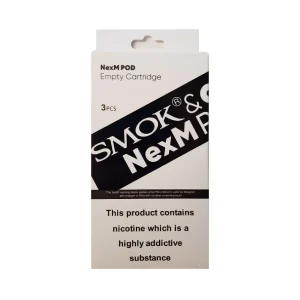 NexM POD
Empty Cartridge
3PCS
SMOK® &
NexM P
This product contains
nicotine which is a
highly addictive
substance